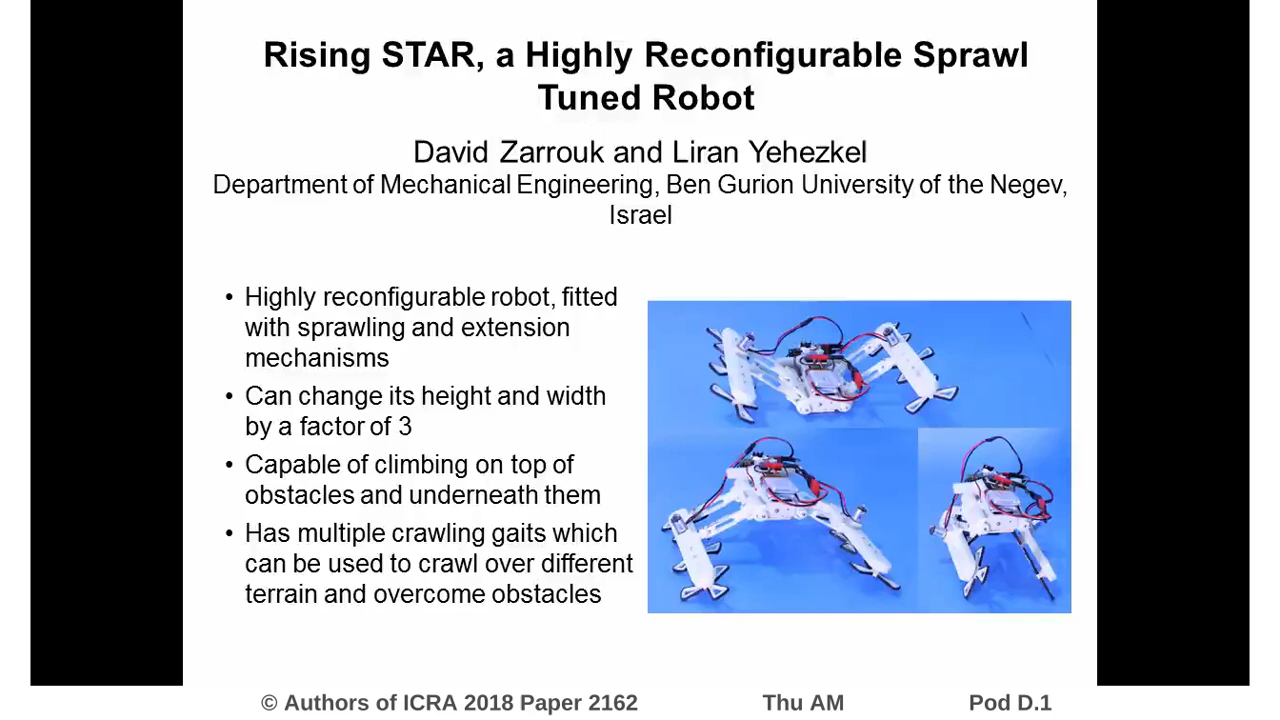 Rising STAR, a Highly Reconfigurable Sprawl
Tuned Robot
David Zarrouk and Liran Yehezkel
Department of Mechanical Engineering, Ben Gurion University of the Negev,
Israel
• Highly reconfigurable robot, fitted
with sprawling and extension
mechanisms
• Can change its height and width
by a factor of 3
• Capable of climbing on top of
obstacles and underneath them
• Has multiple crawling gaits which
can be used to crawl over different
terrain and overcome obstacles
© Authors of ICRA 2018 Paper 2162 Thu AM Pod D.1